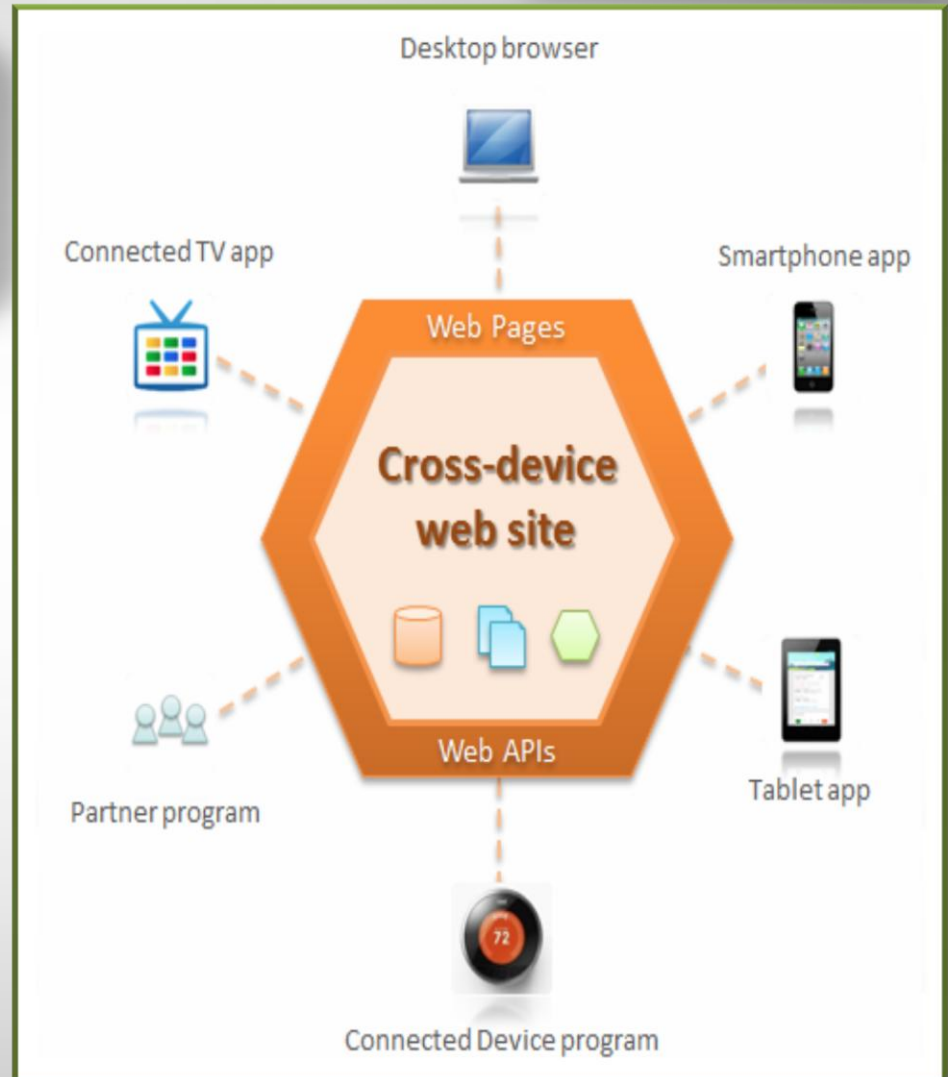 Desktop browser
Connected TV app
Smartphone app
Web Pages
Cross-device
web site
Web APIs
Partner program
Tablet app
72
Connected Device program